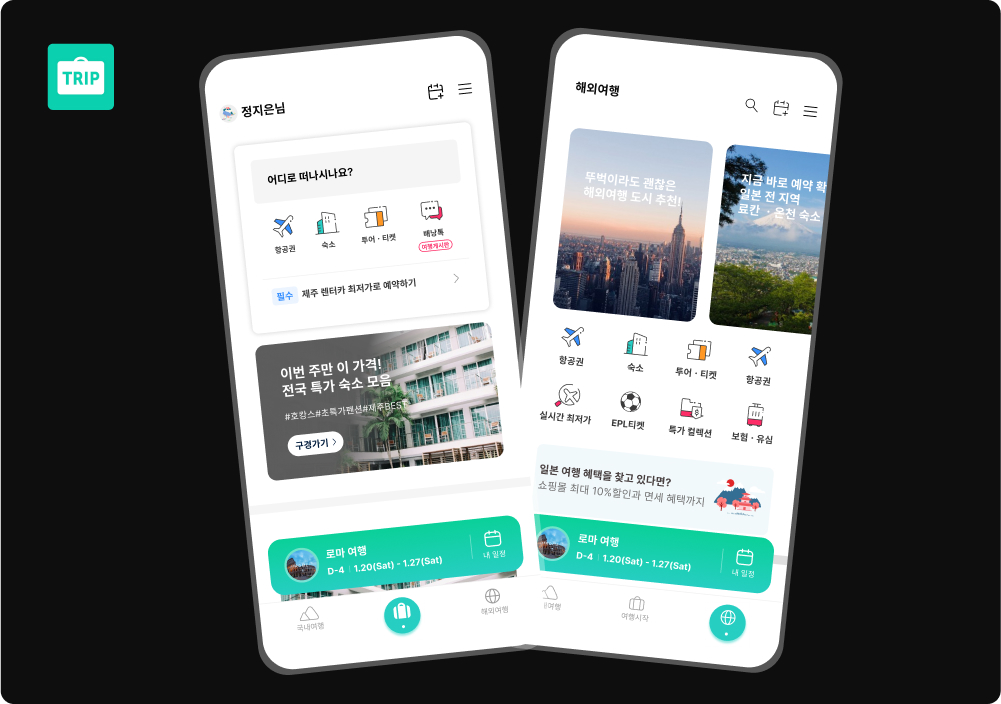 TRIP
정지은님
어디로 떠나시나요?
항공권
숙소
투어 · 티켓
배낭톡
여행게시판
필수 제주 렌터카 최저가로 예약하기
이번 주만 이 가격!
전국 특가 숙소 모음
#호캉스#초특가펜션#제주BEST
구경가기
로마 여행
D-4 1.20(Sat) - 1.27(Sat)
내 일정
국내여행
해외여행
해외여행
뚜벅이라도 괜찮은
해외여행 도시 추천!
지금 바로 예약 확
일본 전 지역
료칸 · 온천 숙소
항공권
숙소
투어 · 티켓
항공권
실시간 최저가
EPL티켓
특가 컬렉션
보험 · 유심
일본 여행 혜택을 찾고 있다면?
쇼핑몰 최대 10%할인과 면세 혜택까지
로마 여행
D-4 1.20(Sat) - 1.27(Sat)
내 일정
여행
여행시작